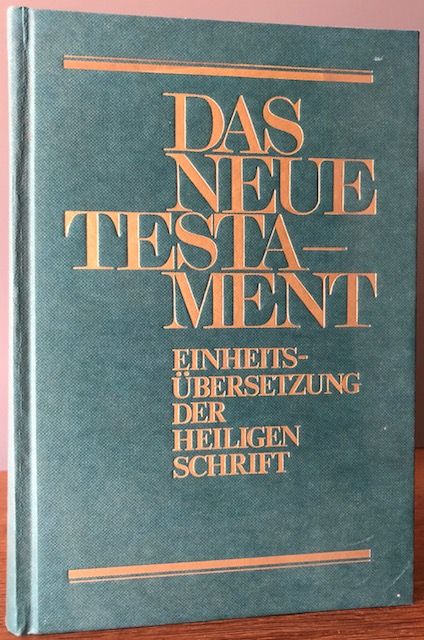 DAS
NEUE
TESTA–
MENT
EINHEITS-
ÜBERSETZUNG
DER
HEILIGEN
SCHRIFT